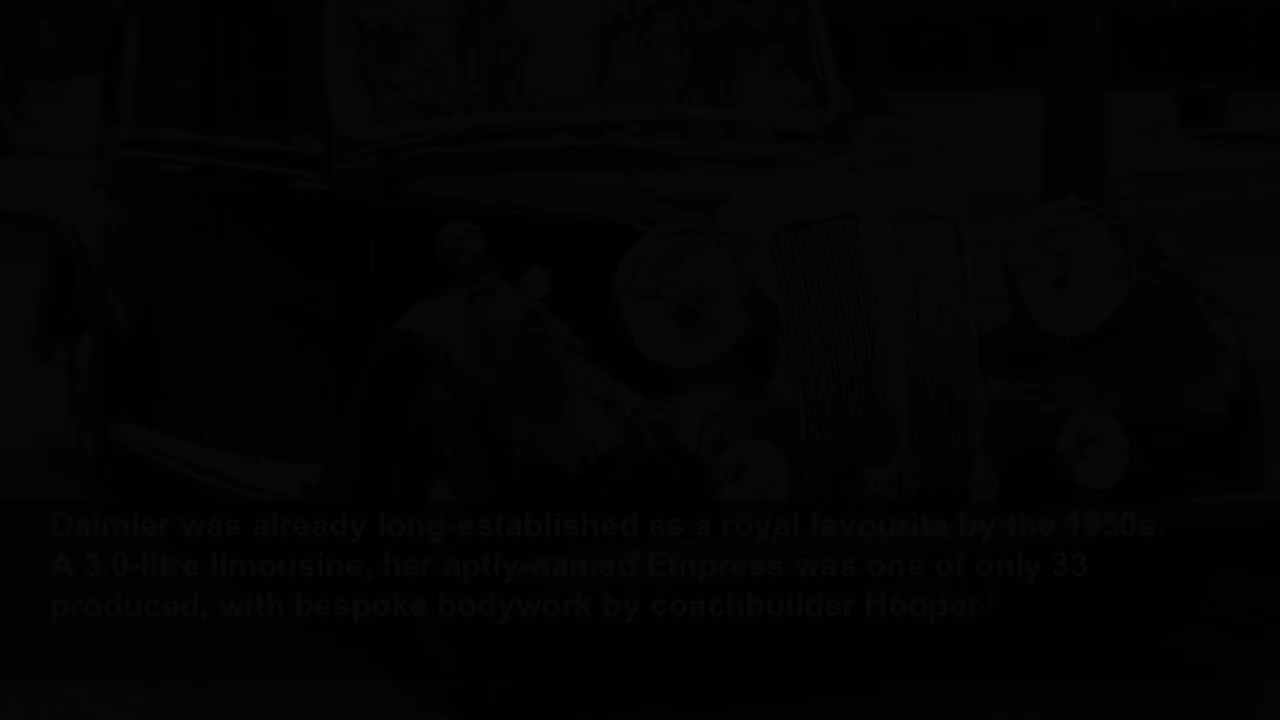 Daimler was already long-established as a royal favourite by the 1950s.
A 3.0-litre limousine, her aptly-named Empress was one of only 33
produced, with bespoke bodywork by coachbuilder Hooper.